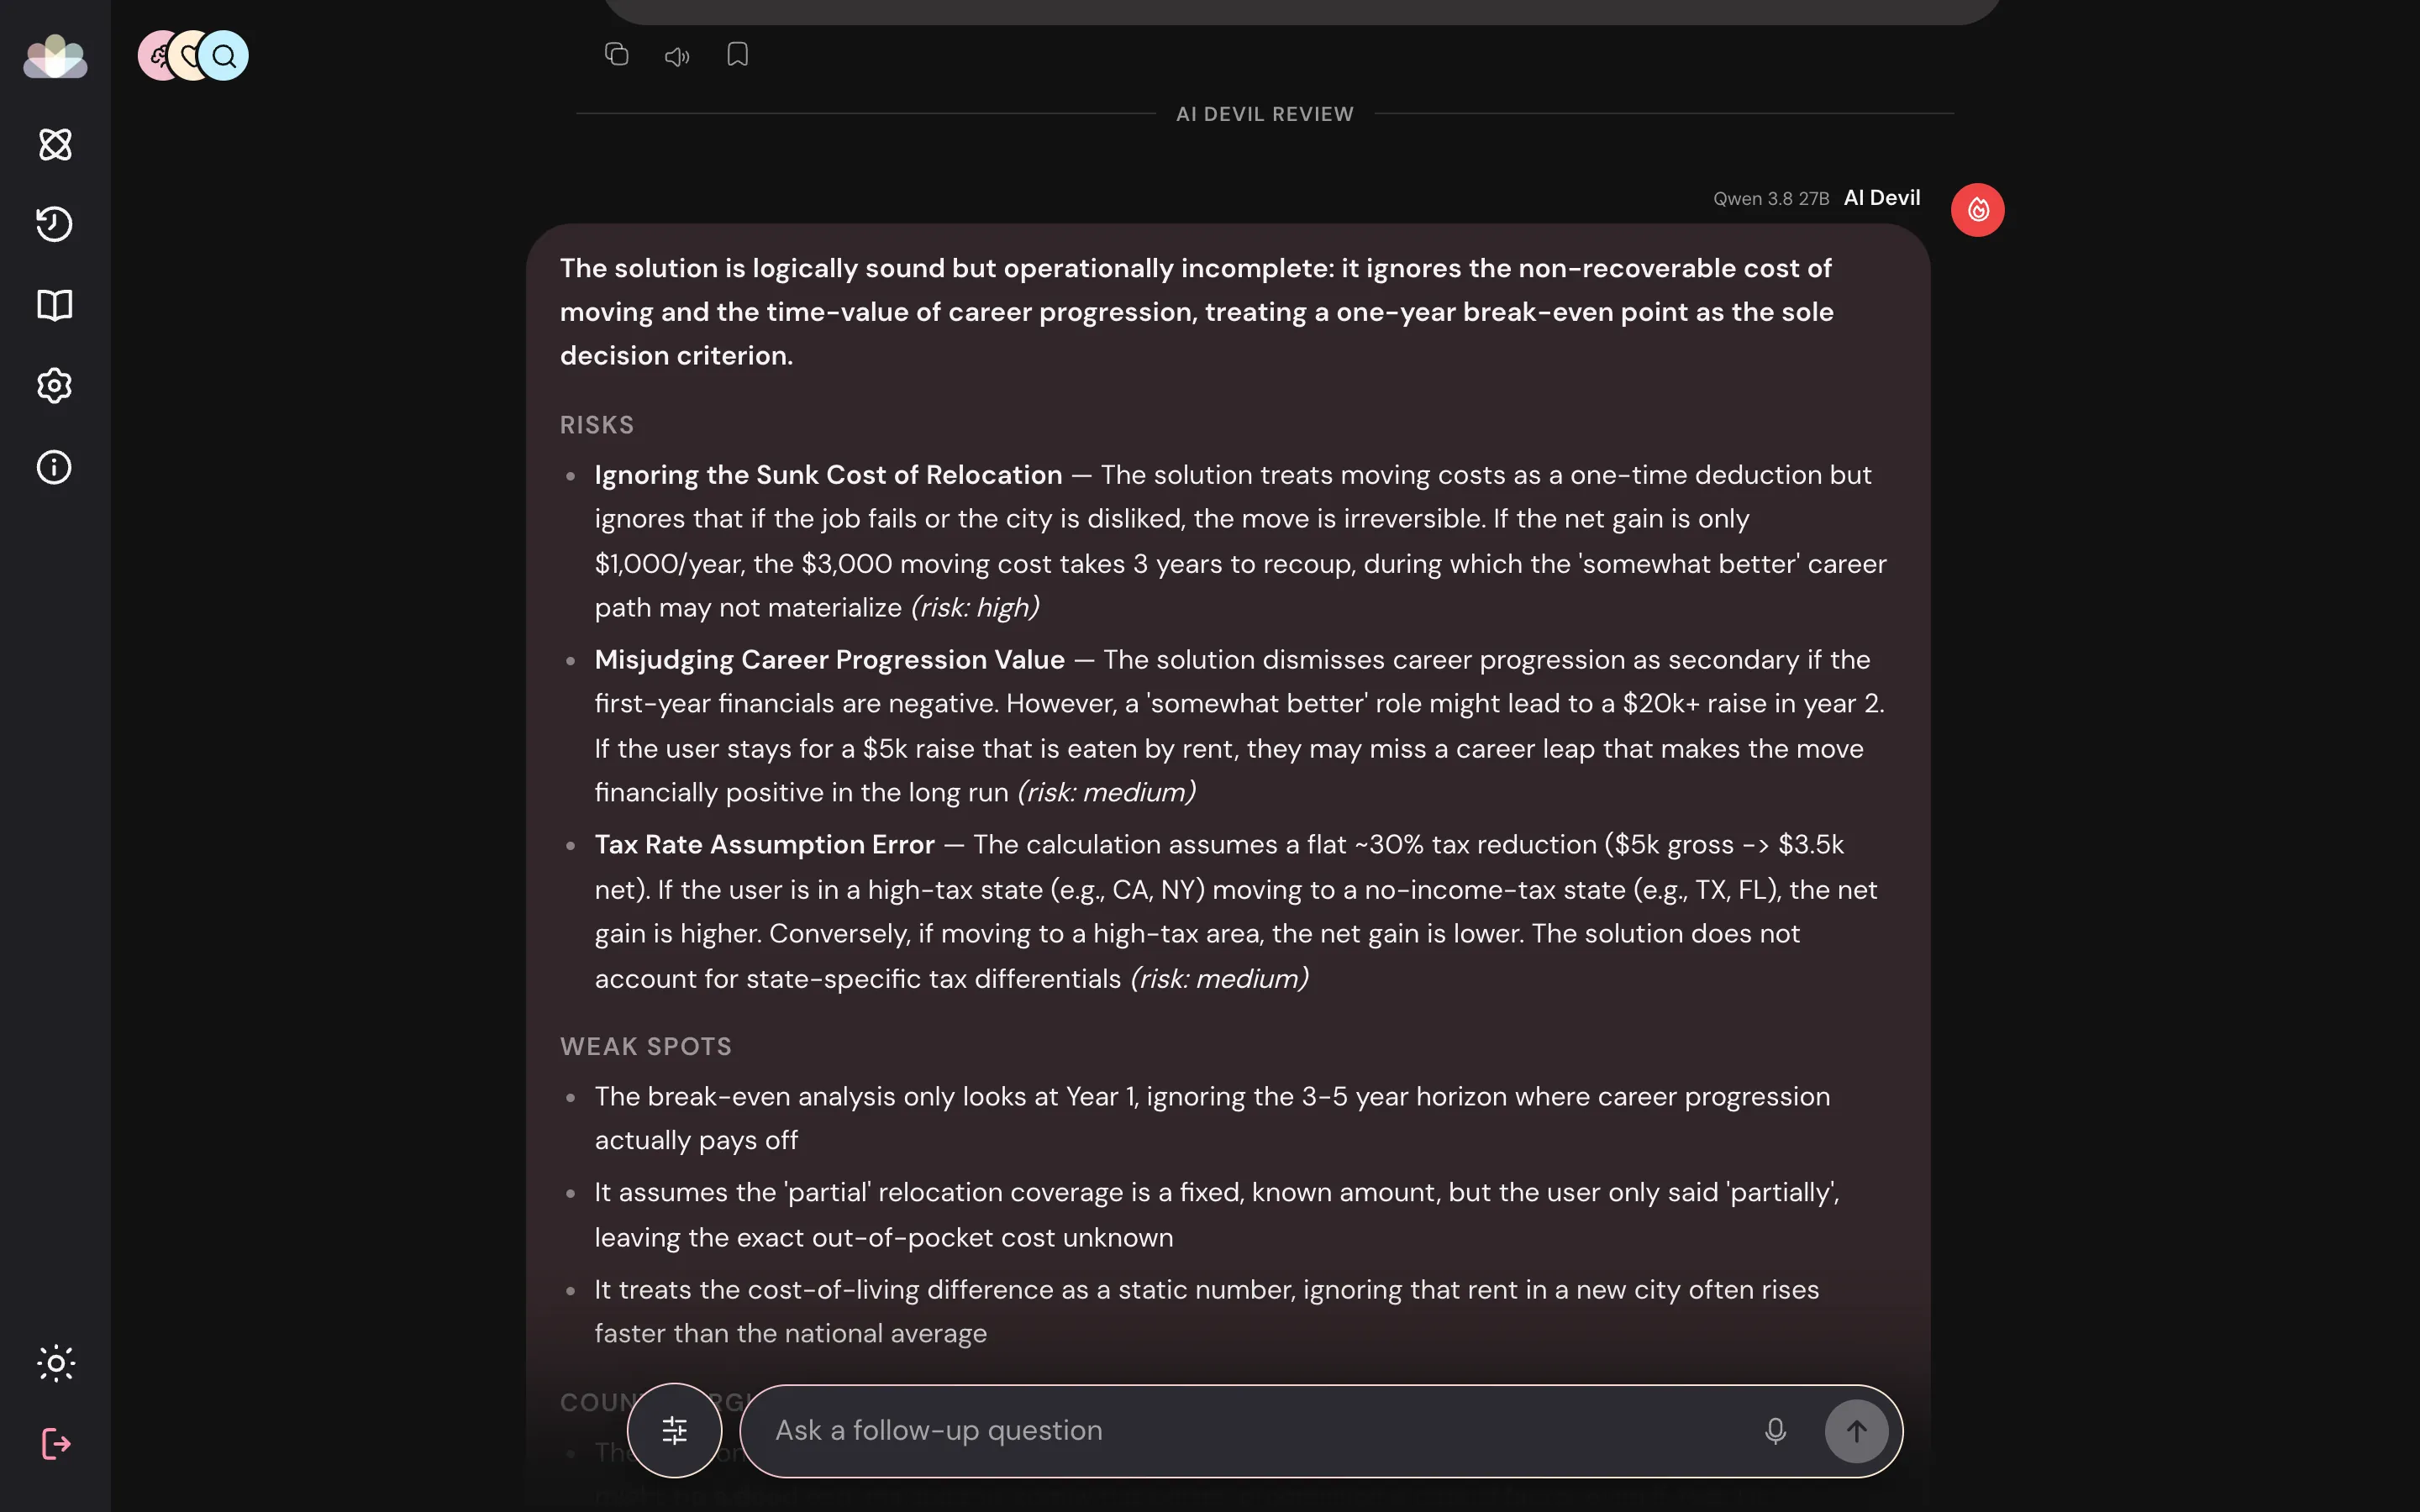 AI DEVIL REVIEW
Qwen 3.8 27B AI Devil
The solution is logically sound but operationally incomplete: it ignores the non-recoverable cost of
moving and the time-value of career progression, treating a one-year break-even point as the sole
decision criterion.
RISKS
• Ignoring the Sunk Cost of Relocation — The solution treats moving costs as a one-time deduction but
ignores that if the job fails or the city is disliked, the move is irreversible. If the net gain is only
$1,000/year, the $3,000 moving cost takes 3 years to recoup, during which the 'somewhat better' career
path may not materialize (risk: high)
• Misjudging Career Progression Value — The solution dismisses career progression as secondary if the
first-year financials are negative. However, a 'somewhat better' role might lead to a $20k+ raise in year 2.
If the user stays for a $5k raise that is eaten by rent, they may miss a career leap that makes the move
financially positive in the long run (risk: medium)
• Tax Rate Assumption Error — The calculation assumes a flat ~30% tax reduction ($5k gross -> $3.5k
net). If the user is in a high-tax state (e.g., CA, NY) moving to a no-income-tax state (e.g., TX, FL), the net
gain is higher. Conversely, if moving to a high-tax area, the net gain is lower. The solution does not
account for state-specific tax differentials (risk: medium)
WEAK SPOTS
• The break-even analysis only looks at Year 1, ignoring the 3-5 year horizon where career progression
actually pays off
• It assumes the 'partial' relocation coverage is a fixed, known amount, but the user only said 'partially',
leaving the exact out-of-pocket cost unknown
• It treats the cost-of-living difference as a static number, ignoring that rent in a new city often rises
faster than the national average
Ask a follow-up question